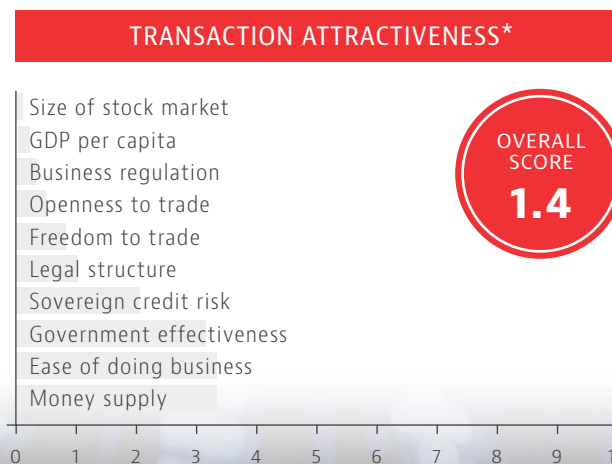 TRANSACTION ATTRACTIVENESS*
OVERALL
SCORE
1.4
Size of stock market
GDP per capita
Business regulation
Openness to trade
Freedom to trade
Legal structure
Sovereign credit risk
Government effectiveness
Ease of doing business
Money supply
0 1 2 3 4 5 6 7 8 9